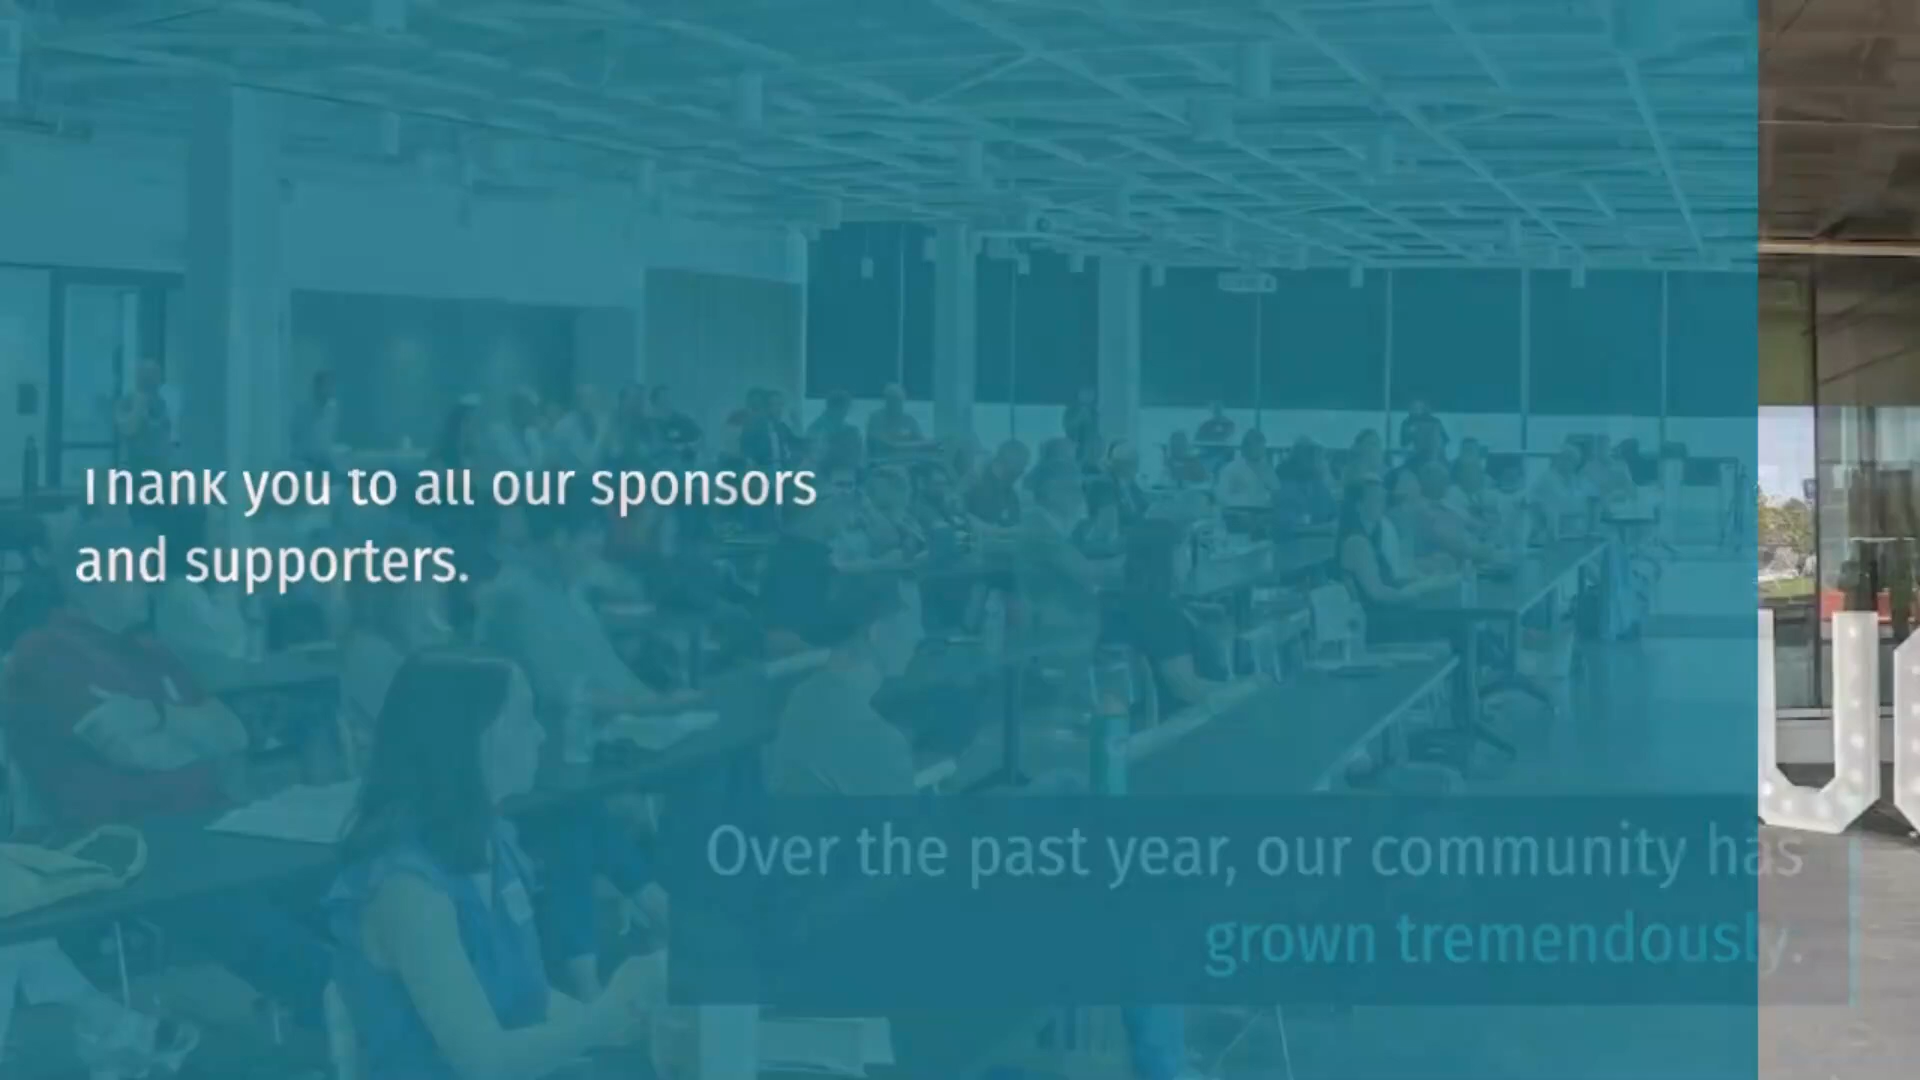 Thank you to all our sponsors
and supporters.
Over the past year, our community has
grown tremendously.
U